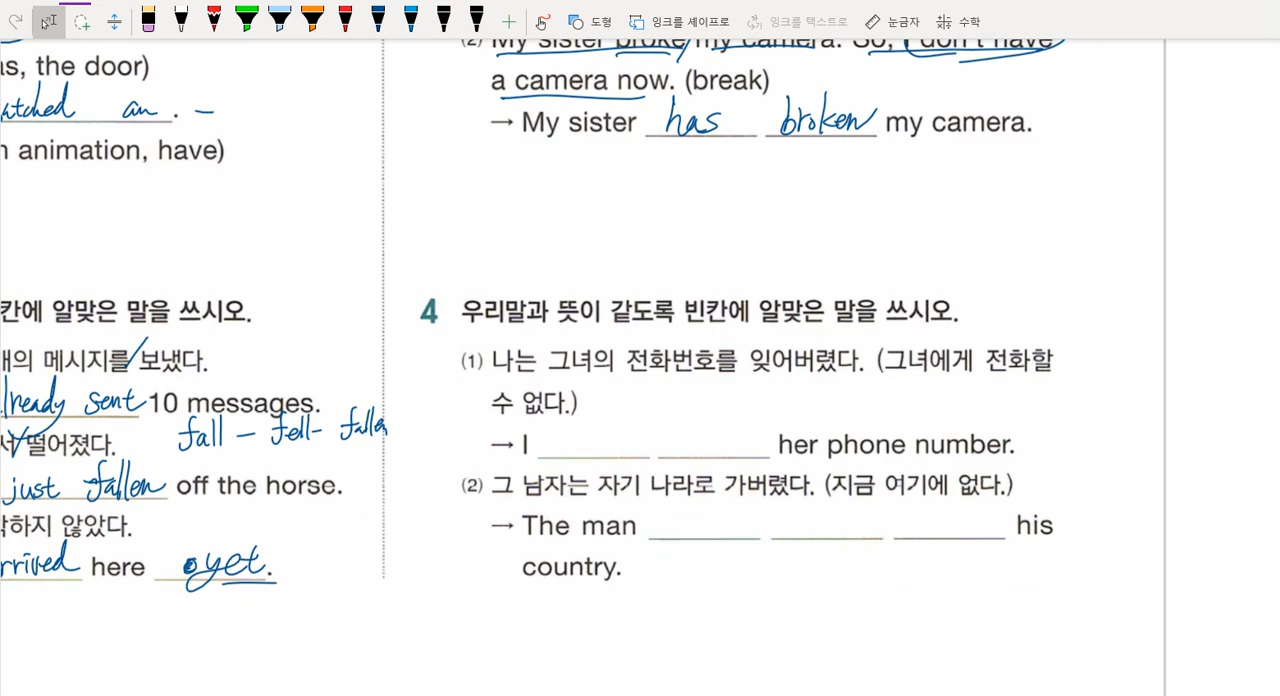 도형
잉크를 셰이프로
잉크를 텍스트로
눈금자
수학
(2) My sister broke my camera. So, I don't have
a camera now. (break)
→ My sister has broken my camera.
the door)
an.
animation, have)
4 우리말과 뜻이 같도록 빈칸에 알맞은 말을 쓰시오.
(1) 나는 그녀의 전화번호를 잊어버렸다. (그녀에게 전화할
수 없다.)
→ I her phone number.
(2) 그 남자는 자기 나라로 가버렸다. (지금 여기에 없다.)
→ The man his
country.
칸에 알맞은 말을 쓰시오.
메시지를 보냈다.
sent 10 messages.
떨어졌다. fall - fell - fallen
just fallen off the horse.
하지 않았다.
here yet.